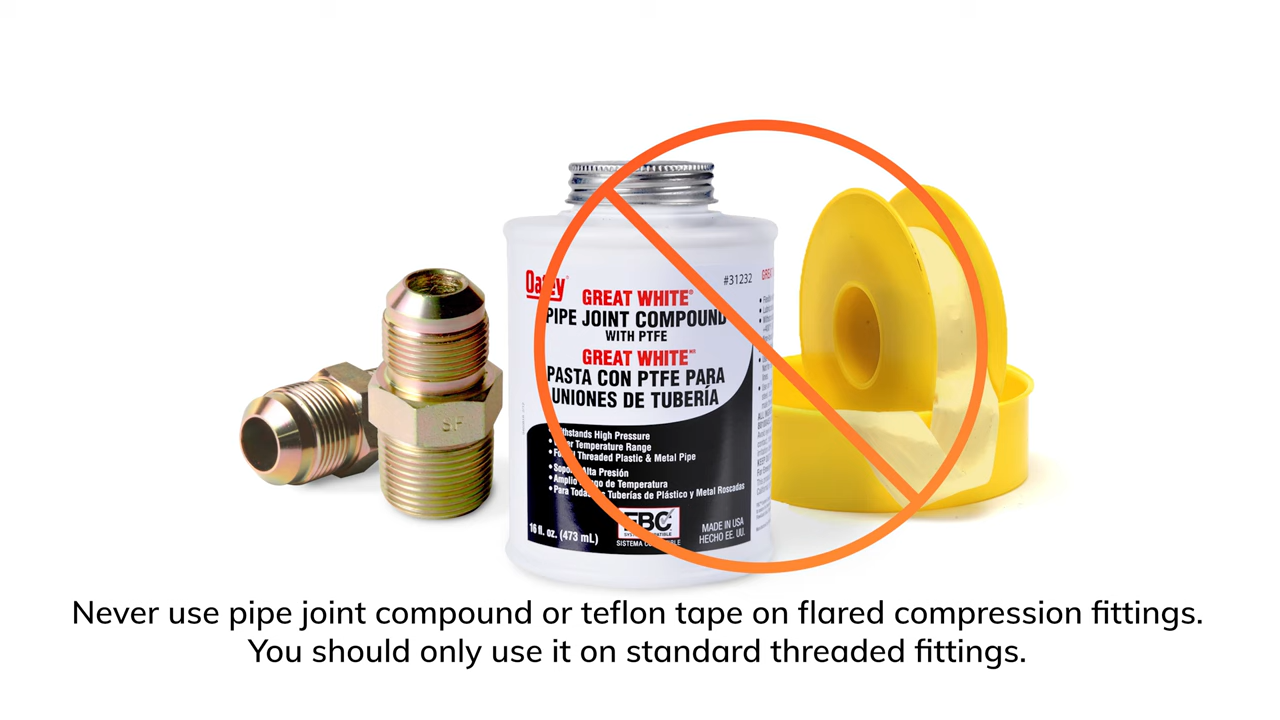 SF
Oatey
#31232
GREAT WHITE®
PIPE JOINT COMPOUND
WITH PTFE
GREAT WHITE
PASTA CON PTFE PARA
UNIONES DE TUBERÍA
High Pressure
Temperature Range
Threaded Plastic & Metal Pipe
Alta Presión
de Temperatura
• Para Tuberías de Plástico y Metal Roscadas
16 fl. oz. (473 mL)
EBC
MADE IN USA
HECHO EE. UU.
SISTEMA
Never use pipe joint compound or teflon tape on flared compression fittings.
You should only use it on standard threaded fittings.